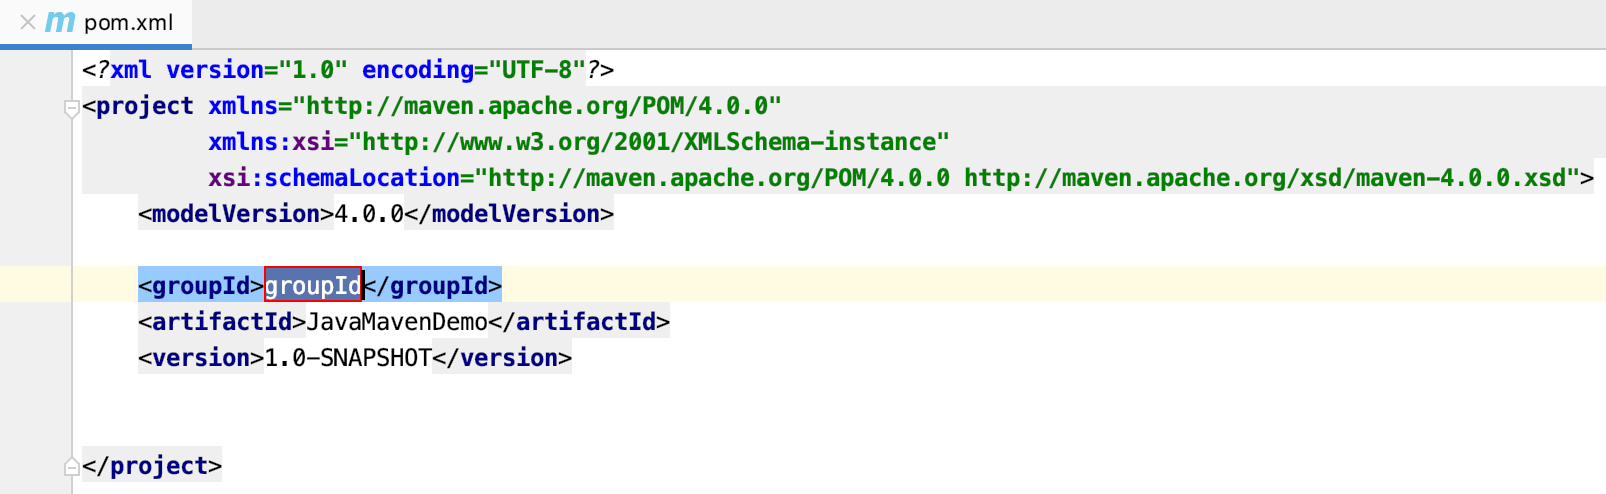 m pom.xml
<?xml version="1.0" encoding="UTF-8"?>
<project xmlns="http://maven.apache.org/POM/4.0.0"
xmlns:xsi="http://www.w3.org/2001/XMLSchema-instance"
xsi:schemaLocation="http://maven.apache.org/POM/4.0.0 http://maven.apache.org/xsd/maven-4.0.0.xsd">
<modelVersion>4.0.0</modelVersion>
<groupId>groupId</groupId>
<artifactId>JavaMavenDemo</artifactId>
<version>1.0-SNAPSHOT</version>
</project>